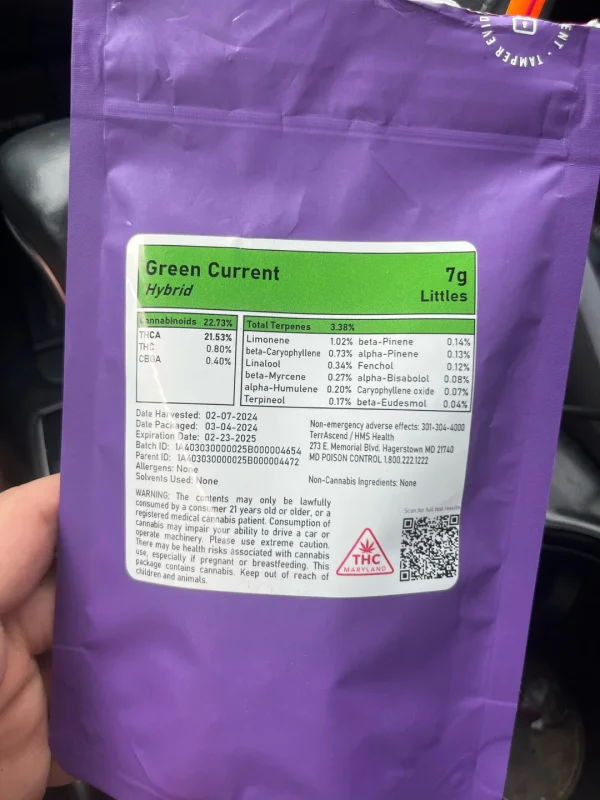 TAMPER EVID
ENT
Green Current
Hybrid
7g
Littles
Cannabinoids 22.73%
THCA 21.53%
THC 0.80%
CBGA 0.40%
Total Terpenes 3.38%
Limonene 1.02% beta-Pinene 0.14%
beta-Caryophyllene 0.73% alpha-Pinene 0.13%
Linalool 0.34% Fenchol 0.12%
beta-Myrcene 0.27% alpha-Bisabolol 0.08%
alpha-Humulene 0.20% Caryophyllene oxide 0.07%
Terpineol 0.17% beta-Eudesmol 0.04%
Date Harvested: 02-07-2024
Date Packaged: 03-04-2024
Expiration Date: 02-23-2025
Batch ID: 1A403030000025B000004654
Parent ID: 1A403030000025B000004472
Allergens: None
Solvents Used: None
Non-emergency adverse effects: 301-304-4000
TerrAscend / HMS Health
273 E. Memorial Blvd. Hagerstown MD 21740
MD POISON CONTROL 1.800.222.1222
Non-Cannabis Ingredients: None
WARNING: The contents may only be lawfully
consumed by a consumer 21 years old or older, or a
registered medical cannabis patient. Consumption of
cannabis may impair your ability to drive a car or
operate machinery. Please use extreme caution.
There may be health risks associated with cannabis
use, especially if pregnant or breastfeeding. This
package contains cannabis. Keep out of reach of
children and animals.
THC
MARYLAND
Scan for full test results